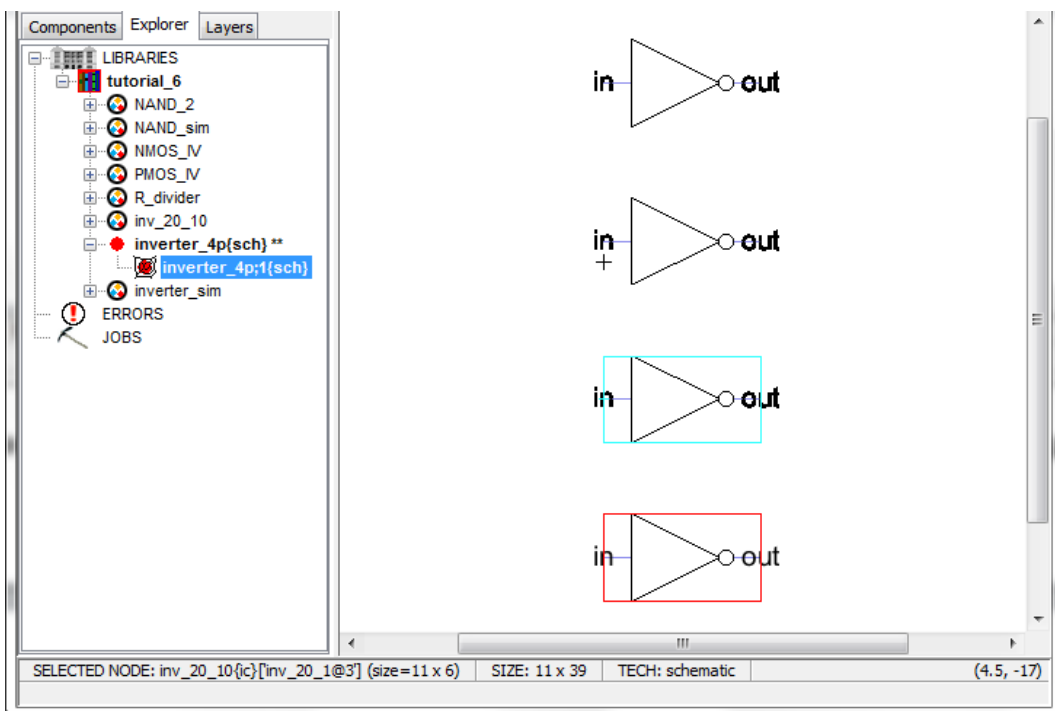 Components Explorer Layers
LIBRARIES
tutorial_6
NAND_2
NAND_sim
NMOS_IV
PMOS_IV
R_divider
inv_20_10
inverter_4p{sch} **
inverter_4p;1{sch}
inverter_sim
ERRORS
JOBS
in out
in out
in out
in out
SELECTED NODE: inv_20_10{ic}['inv_20_1@3'] (size=11 x 6) SIZE: 11 x 39 TECH: schematic (4.5, -17)